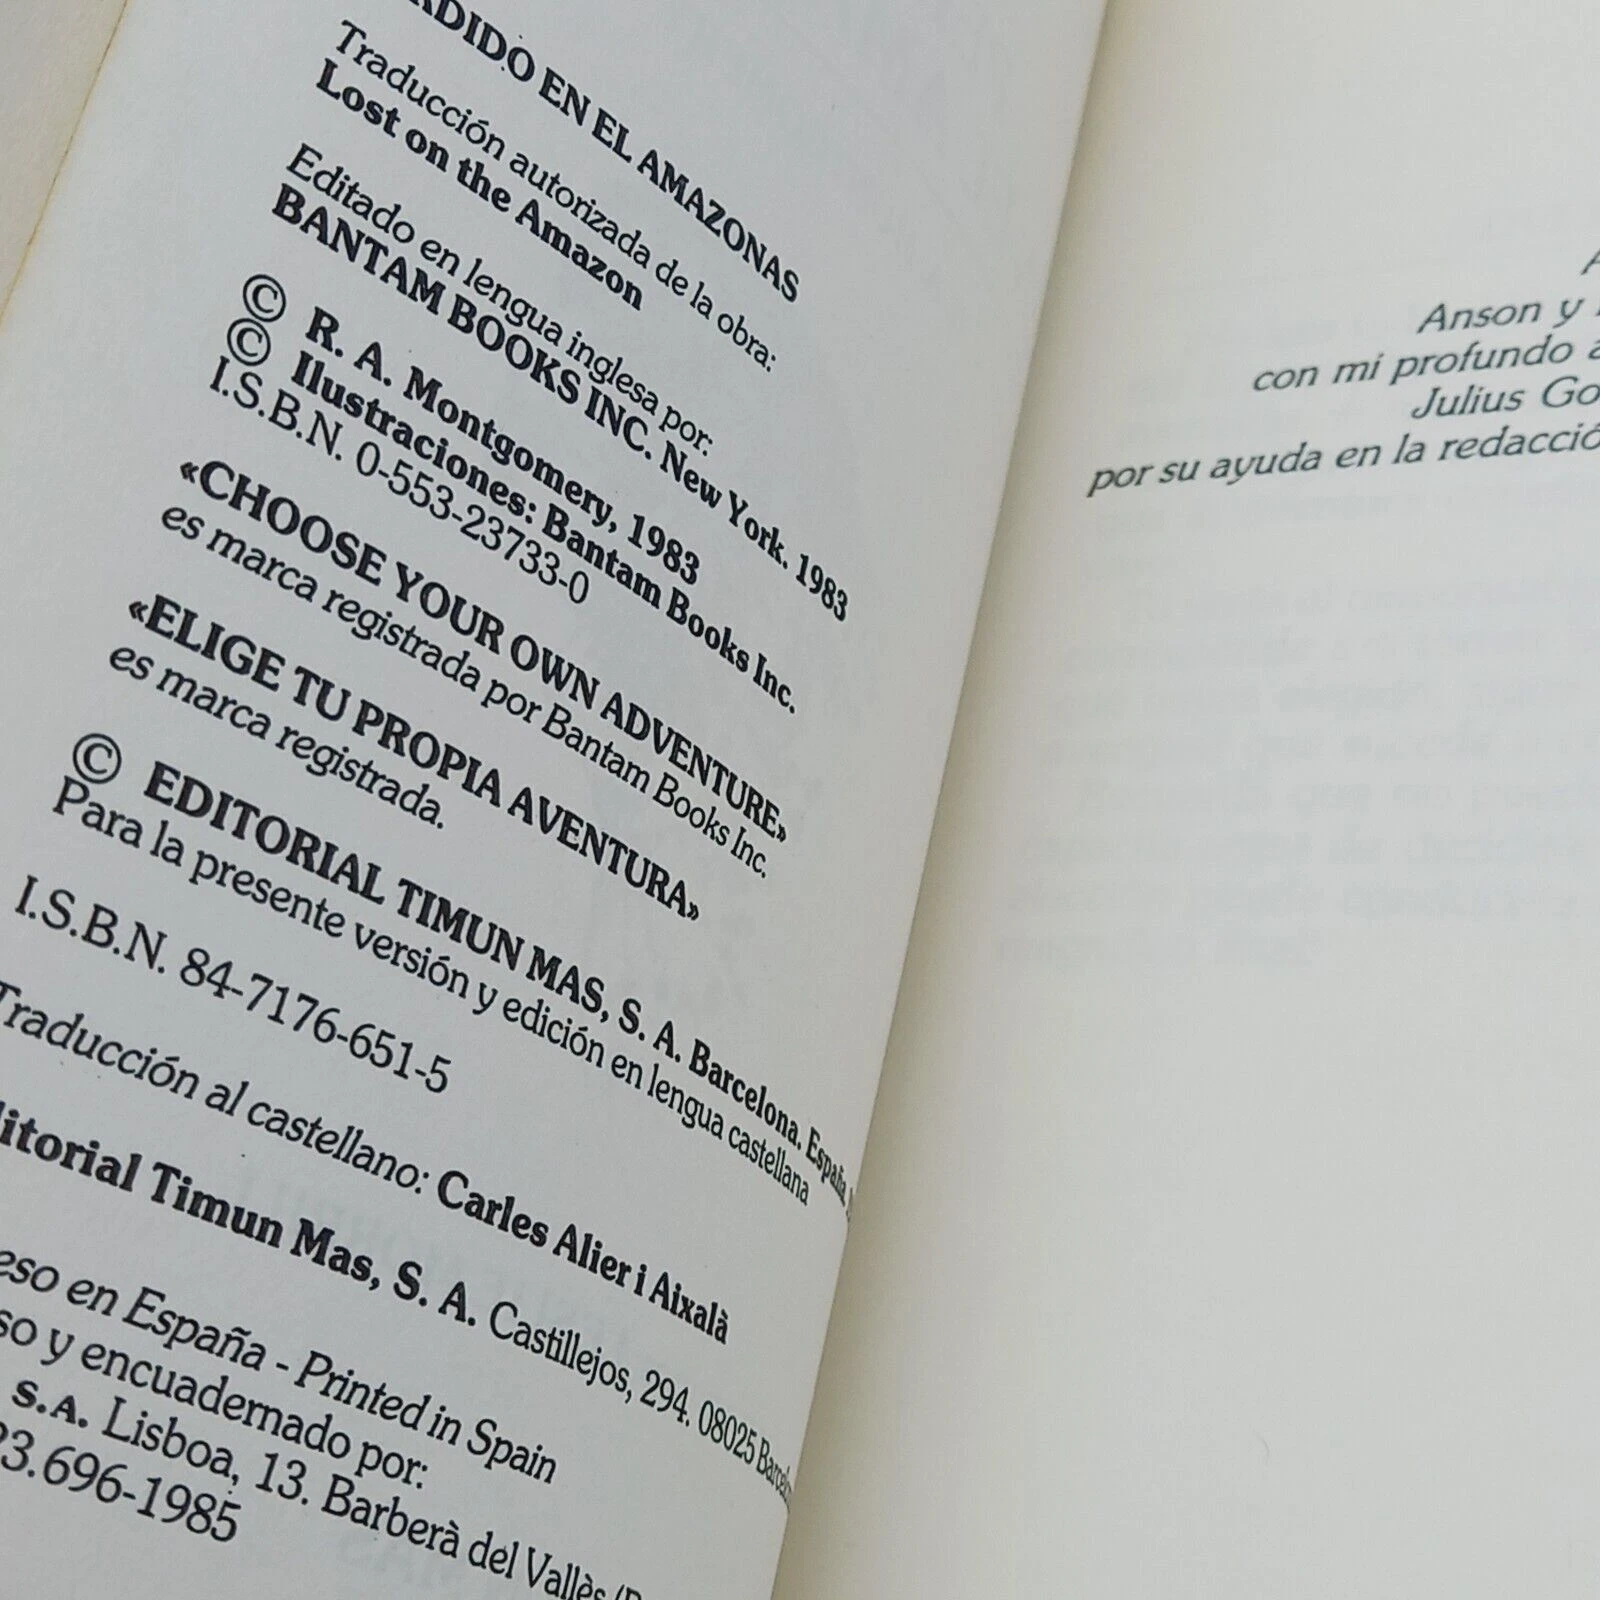 EN EL AMAZONAS
Traducción autorizada de la obra:
Lost on the Amazon
Editado en lengua inglesa por:
BANTAM BOOKS INC. New York. 1983
© R. A. Montgomery, 1983
© Ilustraciones: Bantam Books Inc.
I.S.B.N. 0-553-23733-0
«CHOOSE YOUR OWN ADVENTURE»
es marca registrada por Bantam Books Inc.
«ELIGE TU PROPIA AVENTURA»
es marca registrada.
© EDITORIAL TIMUN MAS, S. A. Barcelona. España,
Para la presente versión y edición en lengua castellana
I.S.B.N. 84-7176-651-5
Traducción al castellano: Carles Alier i Aixalà
Timun Mas, S. A. Castillejos, 294. 08025
en España - Printed in Spain
y encuadernado por:
S.A. Lisboa, 13. Barberà del Vallès
3.696-1985
Anson y
con mi profundo
Julius
por su ayuda en la